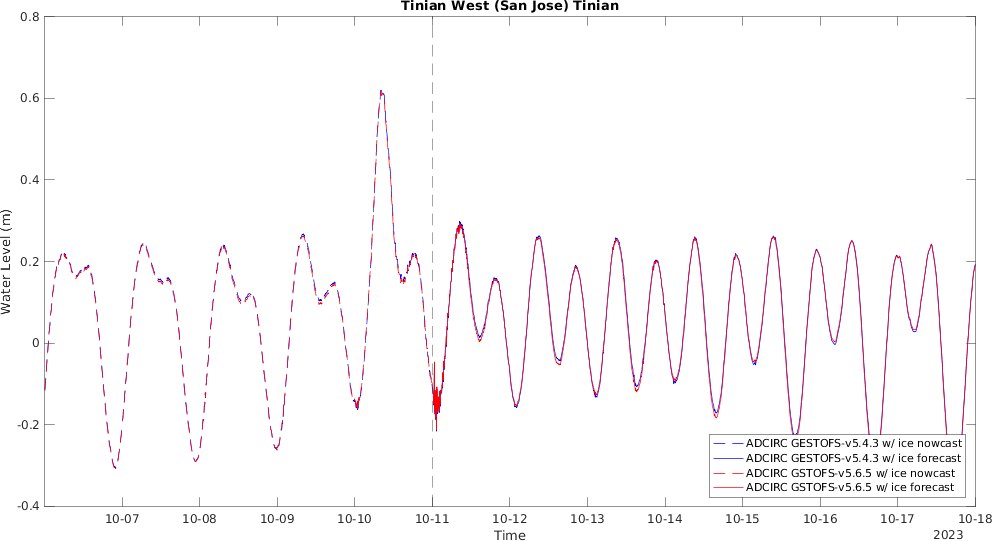 Tinian West (San Jose) Tinian
0.8
0.6
0.4
0.2
0
-0.2
-0.4
Water Level (m)
ADCIRC GESTOFS-v5.4.3 w/ ice nowcast
ADCIRC GESTOFS-v5.4.3 w/ ice forecast
ADCIRC GSTOFS-v5.6.5 w/ ice nowcast
ADCIRC GSTOFS-v5.6.5 w/ ice forecast
10-07 10-08 10-09 10-10 10-11 10-12 10-13 10-14 10-15 10-16 10-17 10-18
Time
2023